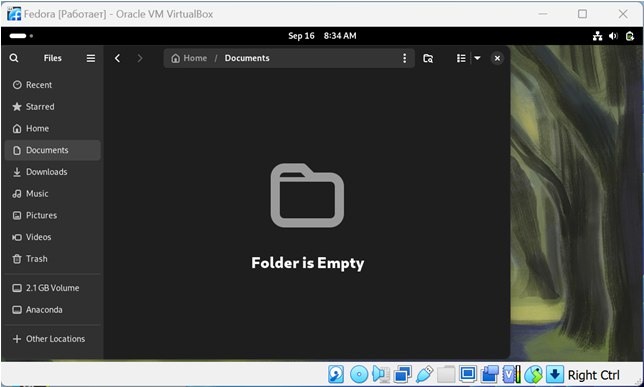 Fedora [Работает] - Oracle VM VirtualBox
Sep 16 8:34 AM
Files
Home / Documents
Recent
Starred
Home
Documents
Downloads
Music
Pictures
Videos
Trash
2.1 GB Volume
Anaconda
Other Locations
Folder is Empty
Right Ctrl